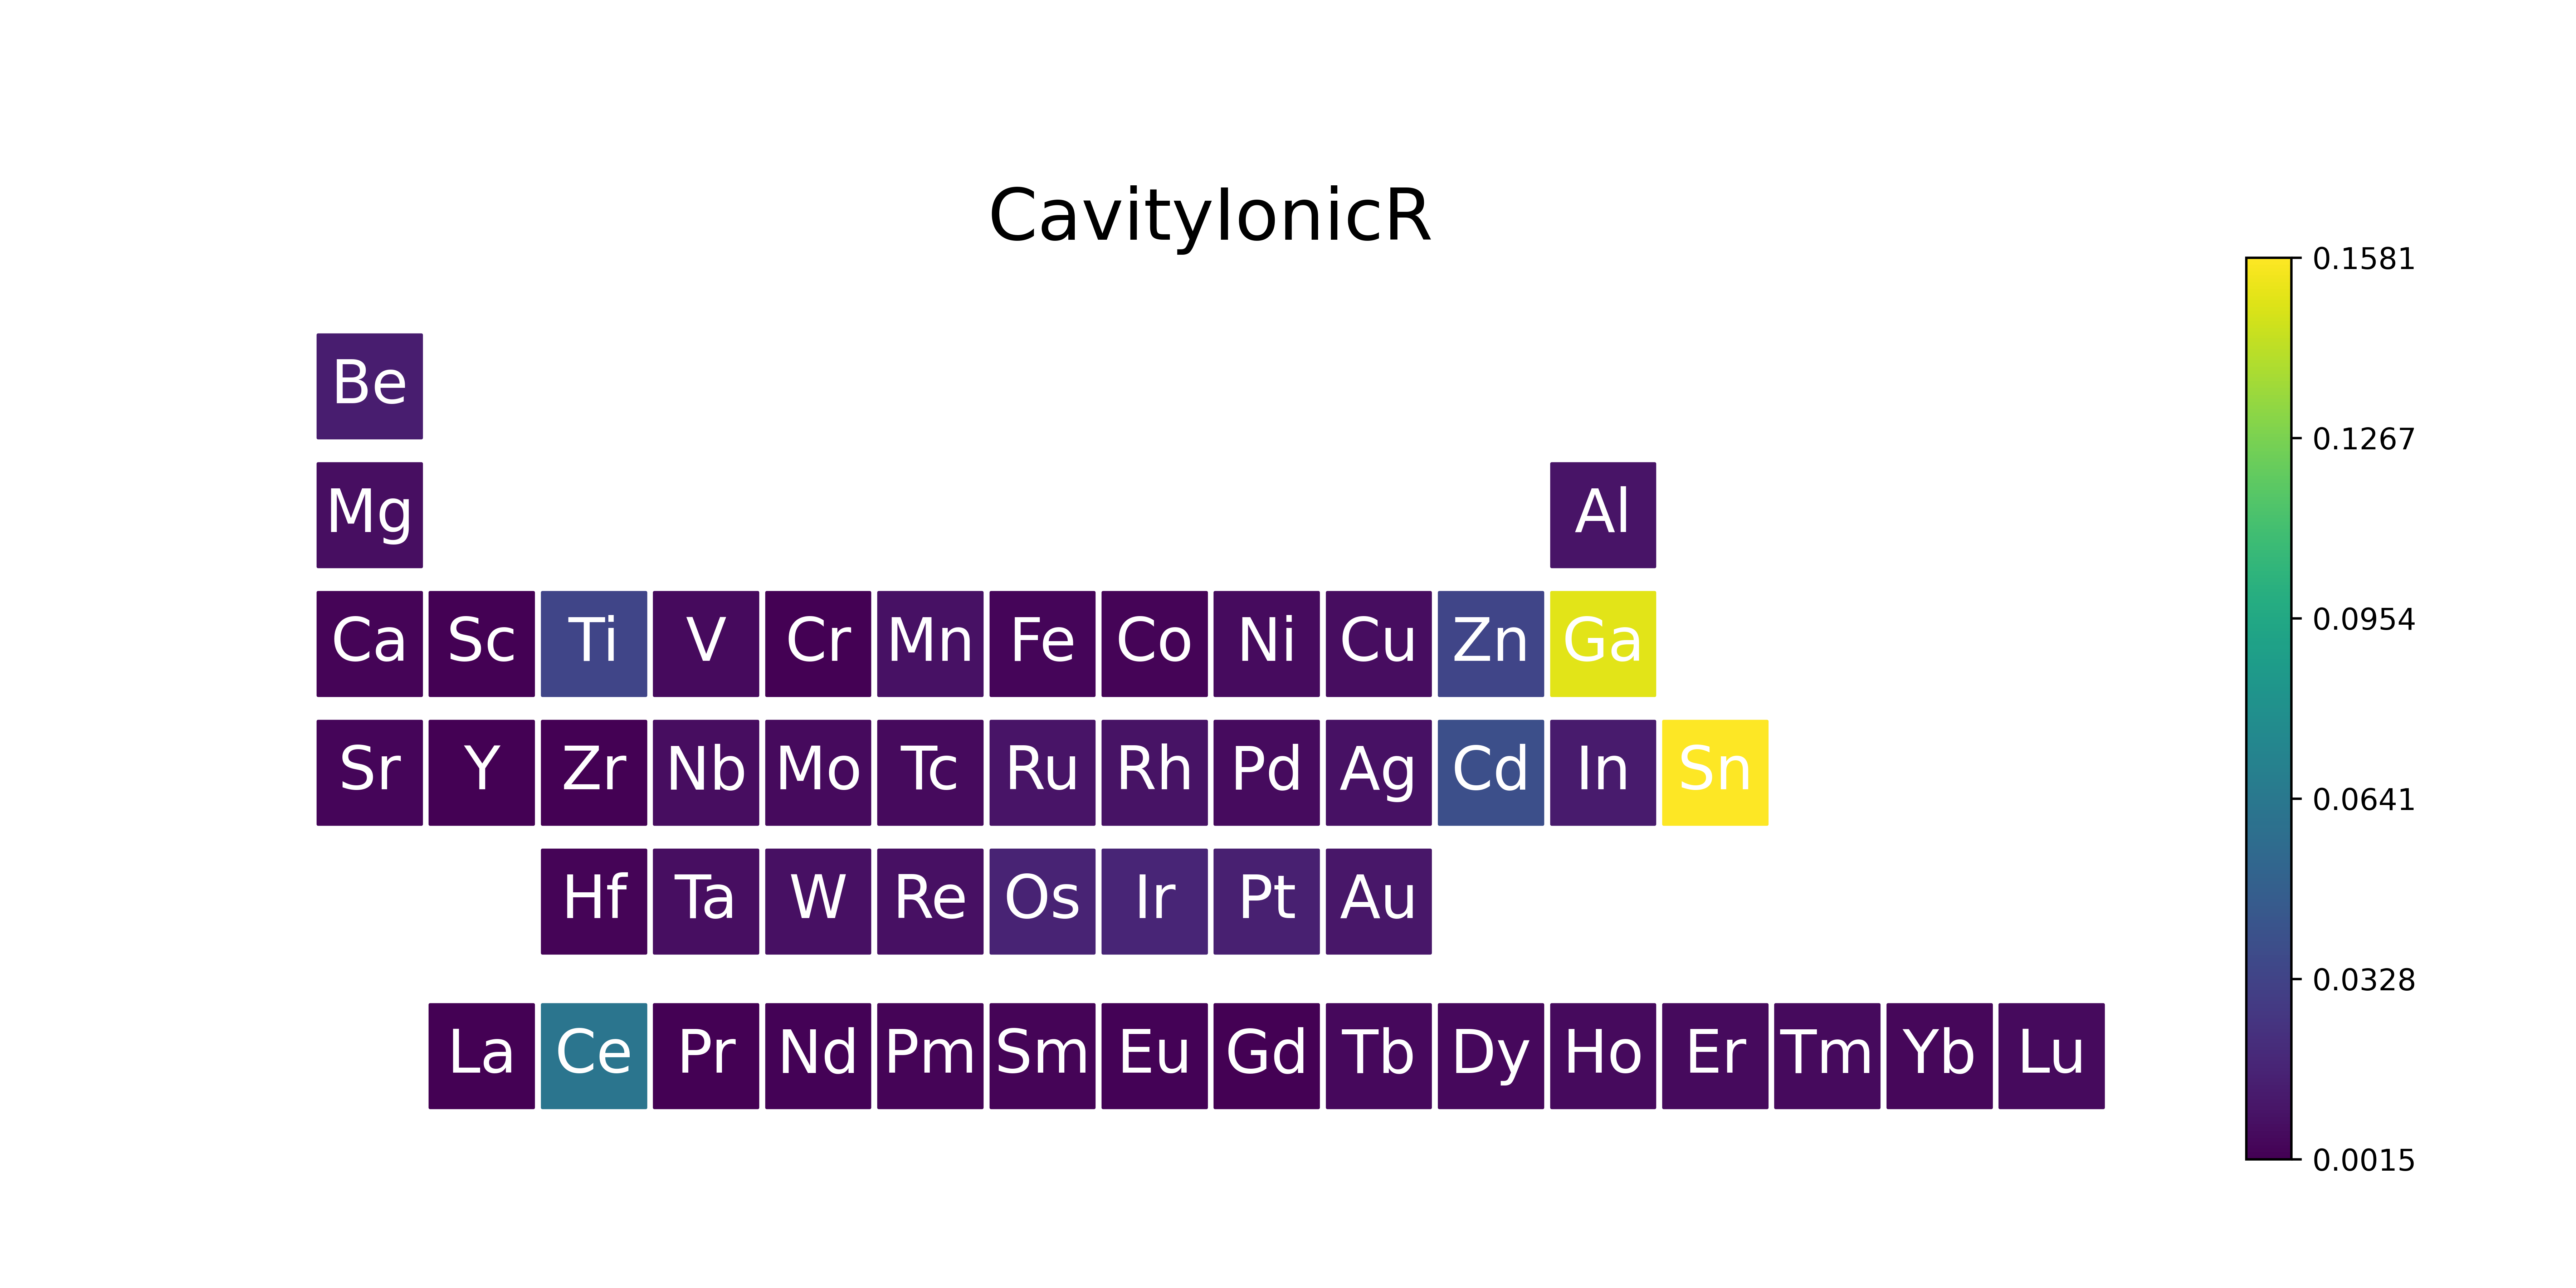 CavityIonicR
0.1581
Be
0.1267
Mg Al
0.0954
Ca Sc Ti V Cr Mn Fe Co Ni Cu Zn Ga
Sr Y Zr Nb Mo Tc Ru Rh Pd Ag Cd In Sn
0.0641
Hf Ta W Re Os Ir Pt Au
0.0328
La Ce Pr Nd Pm Sm Eu Gd Tb Dy Ho Er Tm Yb Lu
0.0015